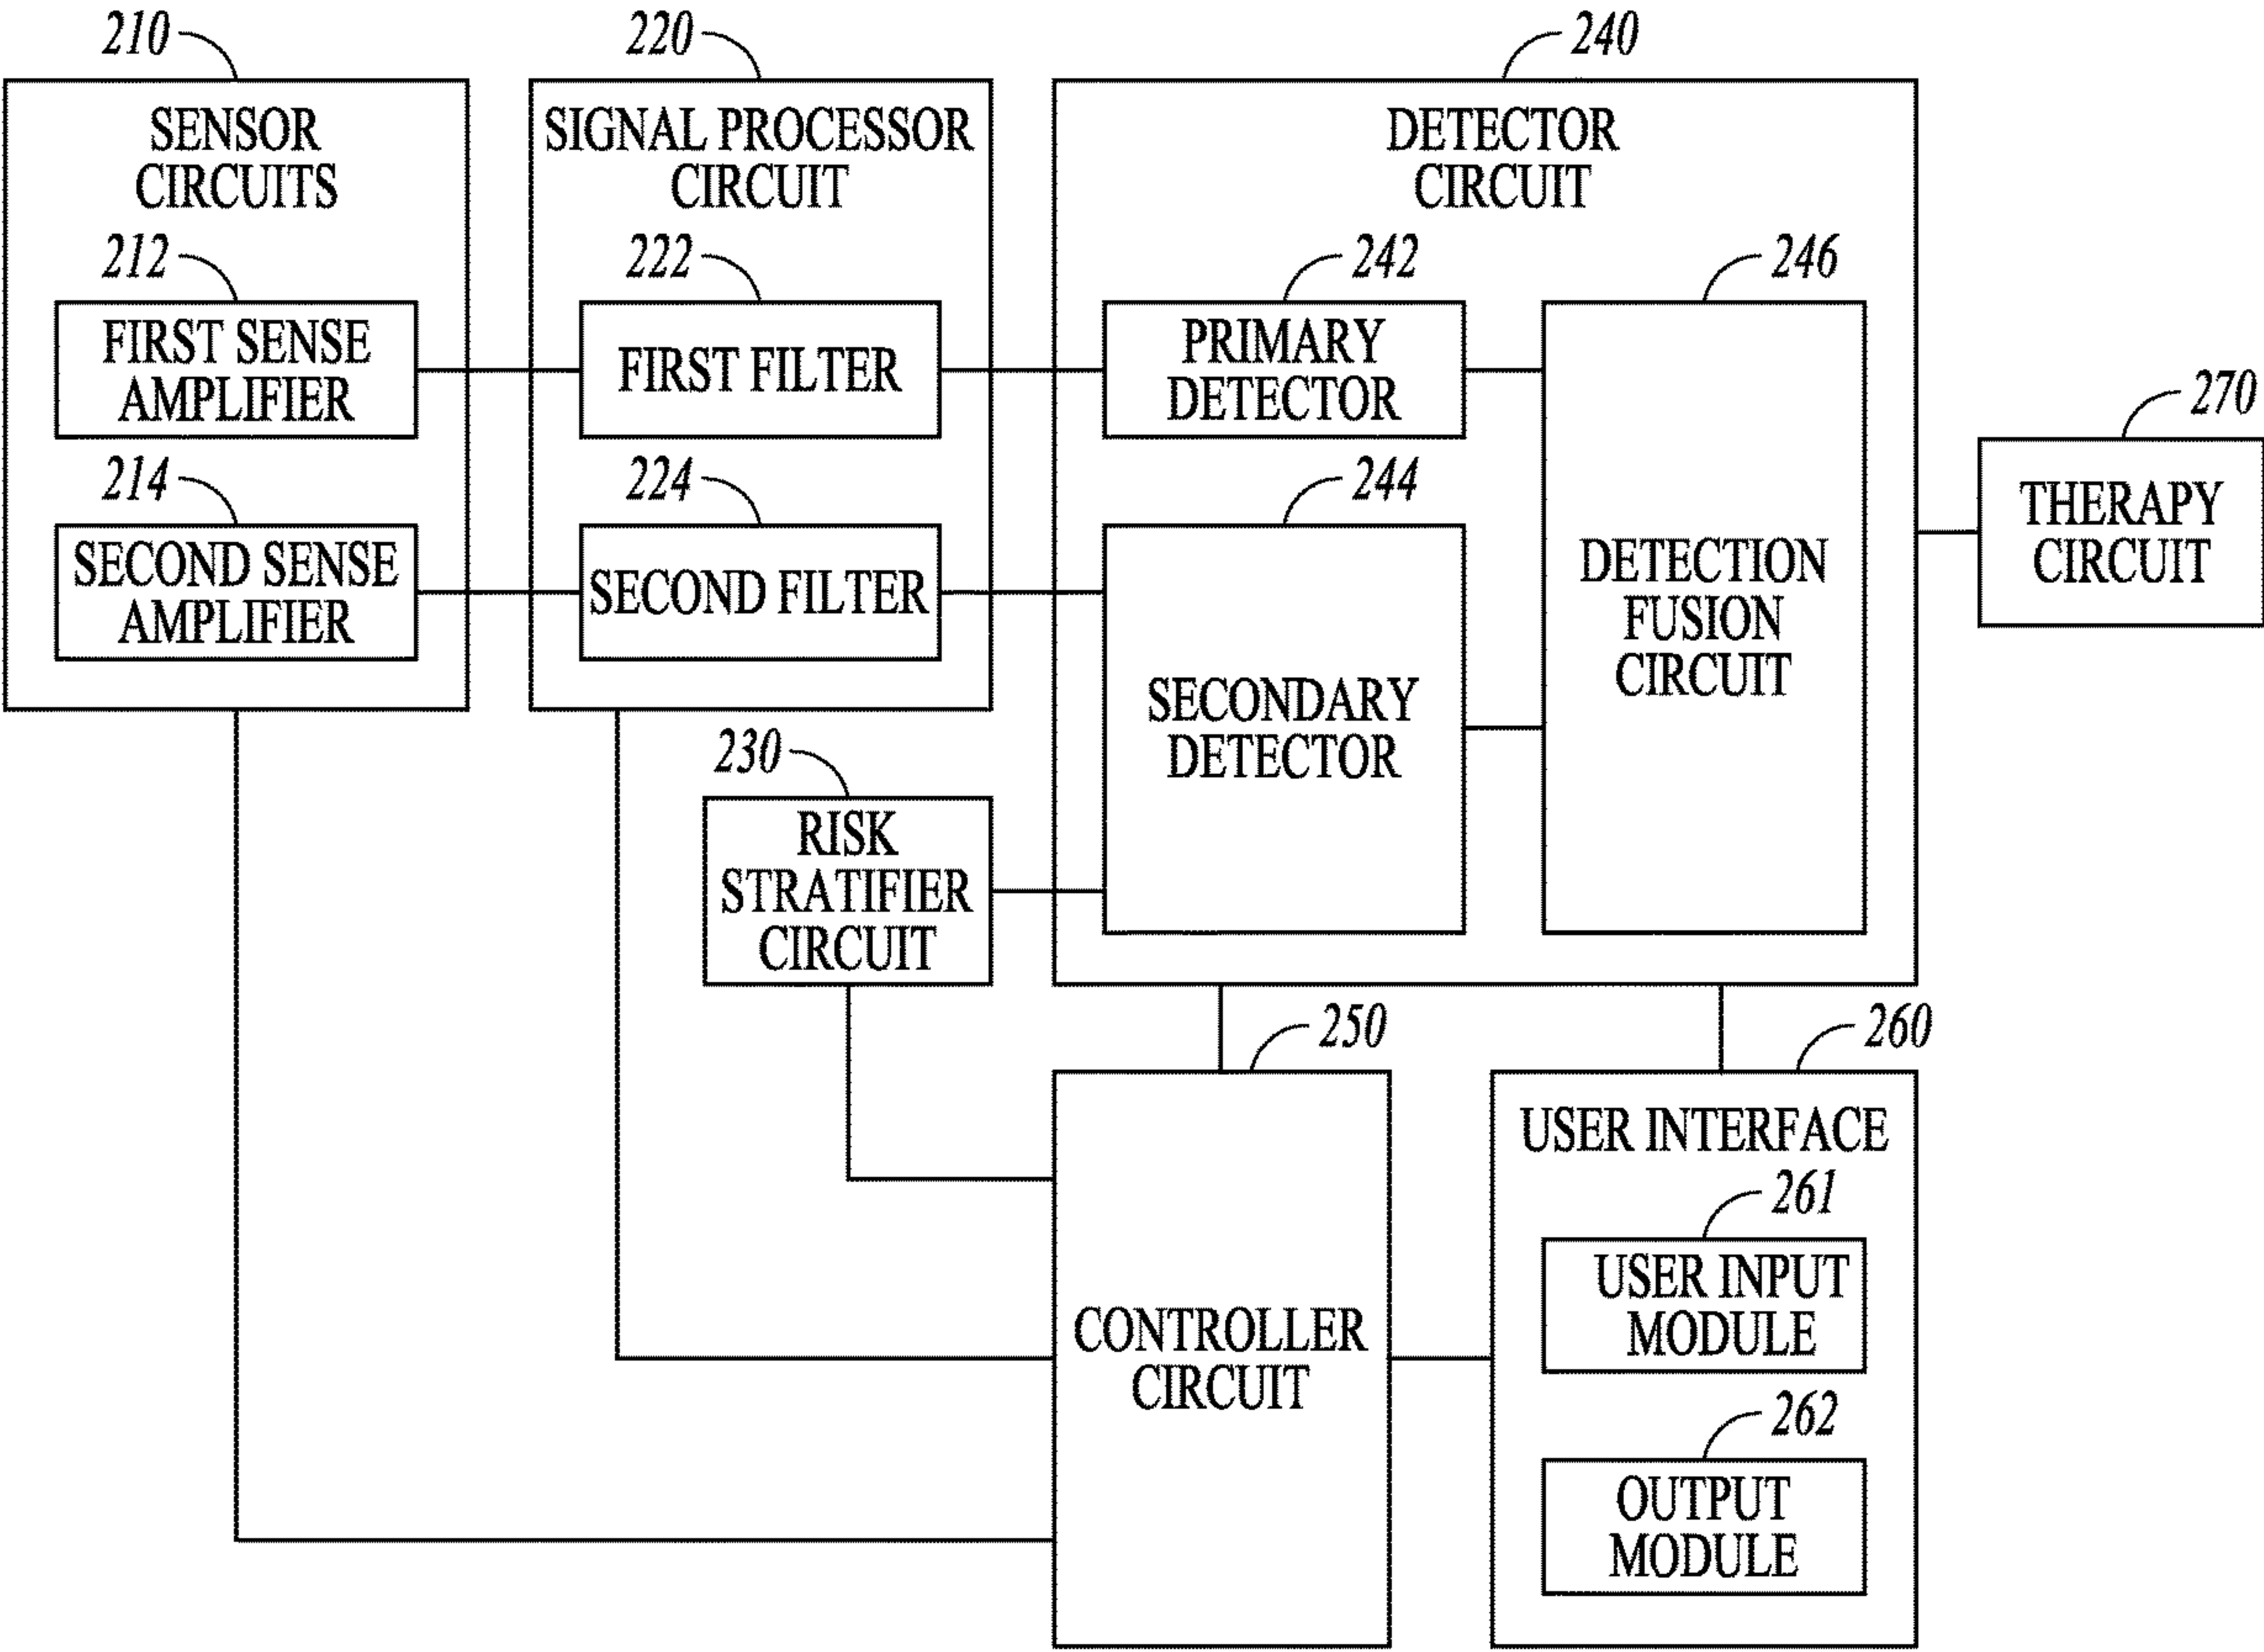 210
SENSOR
CIRCUITS
212
FIRST SENSE
AMPLIFIER
214
SECOND SENSE
AMPLIFIER
220
SIGNAL PROCESSOR
CIRCUIT
222
FIRST FILTER
224
SECOND FILTER
230
RISK
STRATIFIER
CIRCUIT
240
DETECTOR
CIRCUIT
242
PRIMARY
DETECTOR
244
SECONDARY
DETECTOR
246
DETECTION
FUSION
CIRCUIT
270
THERAPY
CIRCUIT
250
CONTROLLER
CIRCUIT
260
USER INTERFACE
261
USER INPUT
MODULE
262
OUTPUT
MODULE